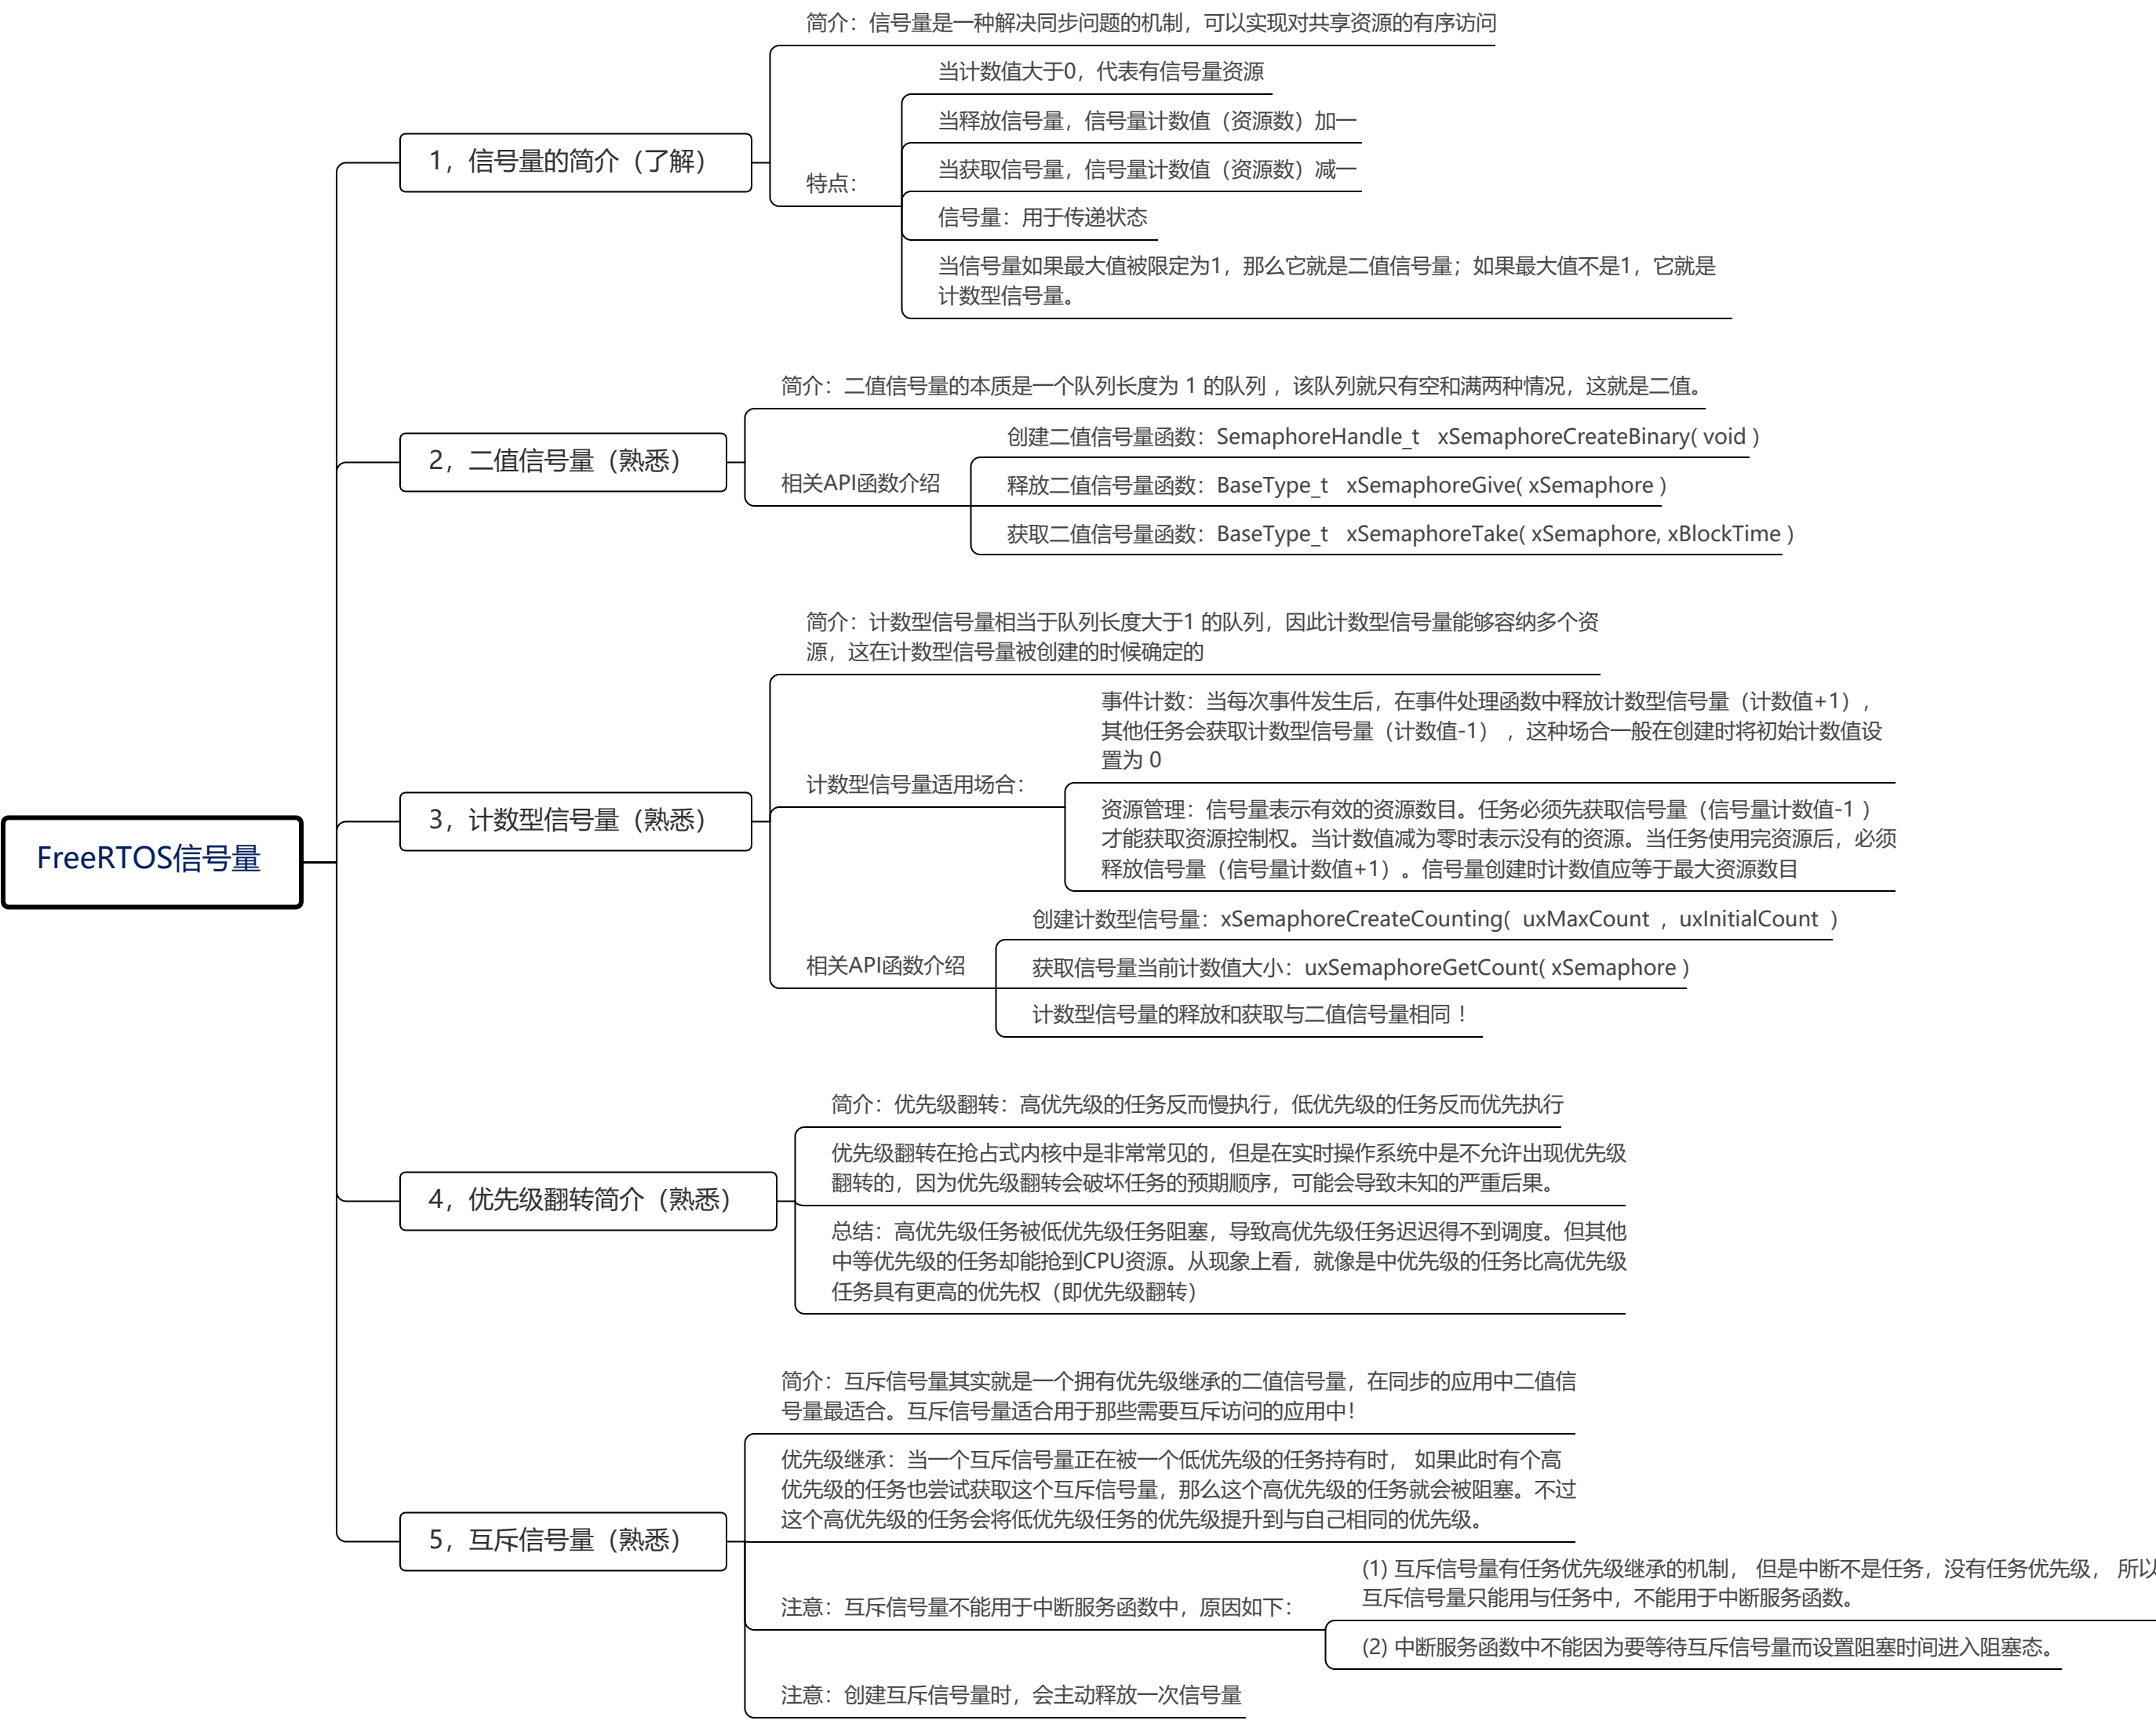 FreeRTOS信号量
1，信号量的简介（了解）
简介：信号量是一种解决同步问题的机制，可以实现对共享资源的有序访问
特点：
当计数值大于0，代表有信号量资源
当释放信号量，信号量计数值（资源数）加一
当获取信号量，信号量计数值（资源数）减一
信号量：用于传递状态
当信号量如果最大值被限定为1，那么它就是二值信号量；如果最大值不是1，它就是
计数型信号量。
2，二值信号量（熟悉）
简介：二值信号量的本质是一个队列长度为 1 的队列 ，该队列就只有空和满两种情况，这就是二值。
相关API函数介绍
创建二值信号量函数：SemaphoreHandle_t   xSemaphoreCreateBinary( void )
释放二值信号量函数：BaseType_t   xSemaphoreGive( xSemaphore )
获取二值信号量函数：BaseType_t   xSemaphoreTake( xSemaphore, xBlockTime )
3，计数型信号量（熟悉）
简介：计数型信号量相当于队列长度大于1 的队列，因此计数型信号量能够容纳多个资
源，这在计数型信号量被创建的时候确定的
计数型信号量适用场合：
事件计数：当每次事件发生后，在事件处理函数中释放计数型信号量（计数值+1），
其他任务会获取计数型信号量（计数值-1） ，这种场合一般在创建时将初始计数值设
置为 0
资源管理：信号量表示有效的资源数目。任务必须先获取信号量（信号量计数值-1 ）
才能获取资源控制权。当计数值减为零时表示没有的资源。当任务使用完资源后，必须
释放信号量（信号量计数值+1）。信号量创建时计数值应等于最大资源数目
相关API函数介绍
创建计数型信号量：xSemaphoreCreateCounting(  uxMaxCount  ,  uxInitialCount  )
获取信号量当前计数值大小：uxSemaphoreGetCount( xSemaphore )
计数型信号量的释放和获取与二值信号量相同 ！
4，优先级翻转简介（熟悉）
简介：优先级翻转：高优先级的任务反而慢执行，低优先级的任务反而优先执行
优先级翻转在抢占式内核中是非常常见的，但是在实时操作系统中是不允许出现优先级
翻转的，因为优先级翻转会破坏任务的预期顺序，可能会导致未知的严重后果。
总结：高优先级任务被低优先级任务阻塞，导致高优先级任务迟迟得不到调度。但其他
中等优先级的任务却能抢到CPU资源。从现象上看，就像是中优先级的任务比高优先级
任务具有更高的优先权（即优先级翻转）
5，互斥信号量（熟悉）
简介：互斥信号量其实就是一个拥有优先级继承的二值信号量，在同步的应用中二值信
号量最适合。互斥信号量适合用于那些需要互斥访问的应用中！
优先级继承：当一个互斥信号量正在被一个低优先级的任务持有时， 如果此时有个高
优先级的任务也尝试获取这个互斥信号量，那么这个高优先级的任务就会被阻塞。不过
这个高优先级的任务会将低优先级任务的优先级提升到与自己相同的优先级。
注意：互斥信号量不能用于中断服务函数中，原因如下：
(1) 互斥信号量有任务优先级继承的机制， 但是中断不是任务，没有任务优先级， 所以
互斥信号量只能用与任务中，不能用于中断服务函数。
(2) 中断服务函数中不能因为要等待互斥信号量而设置阻塞时间进入阻塞态。
注意：创建互斥信号量时，会主动释放一次信号量